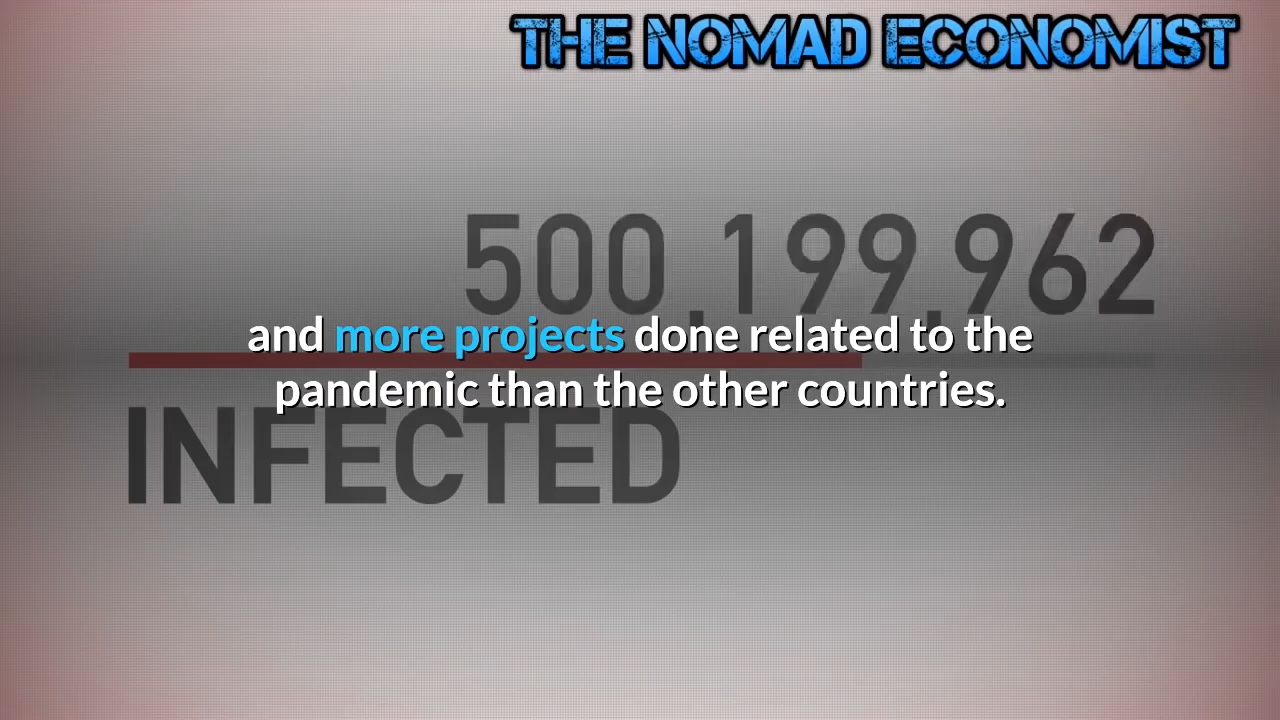 THE NOMAD ECONOMIST
500,199,962
and more projects done related to the
pandemic than the other countries.
INFECTED